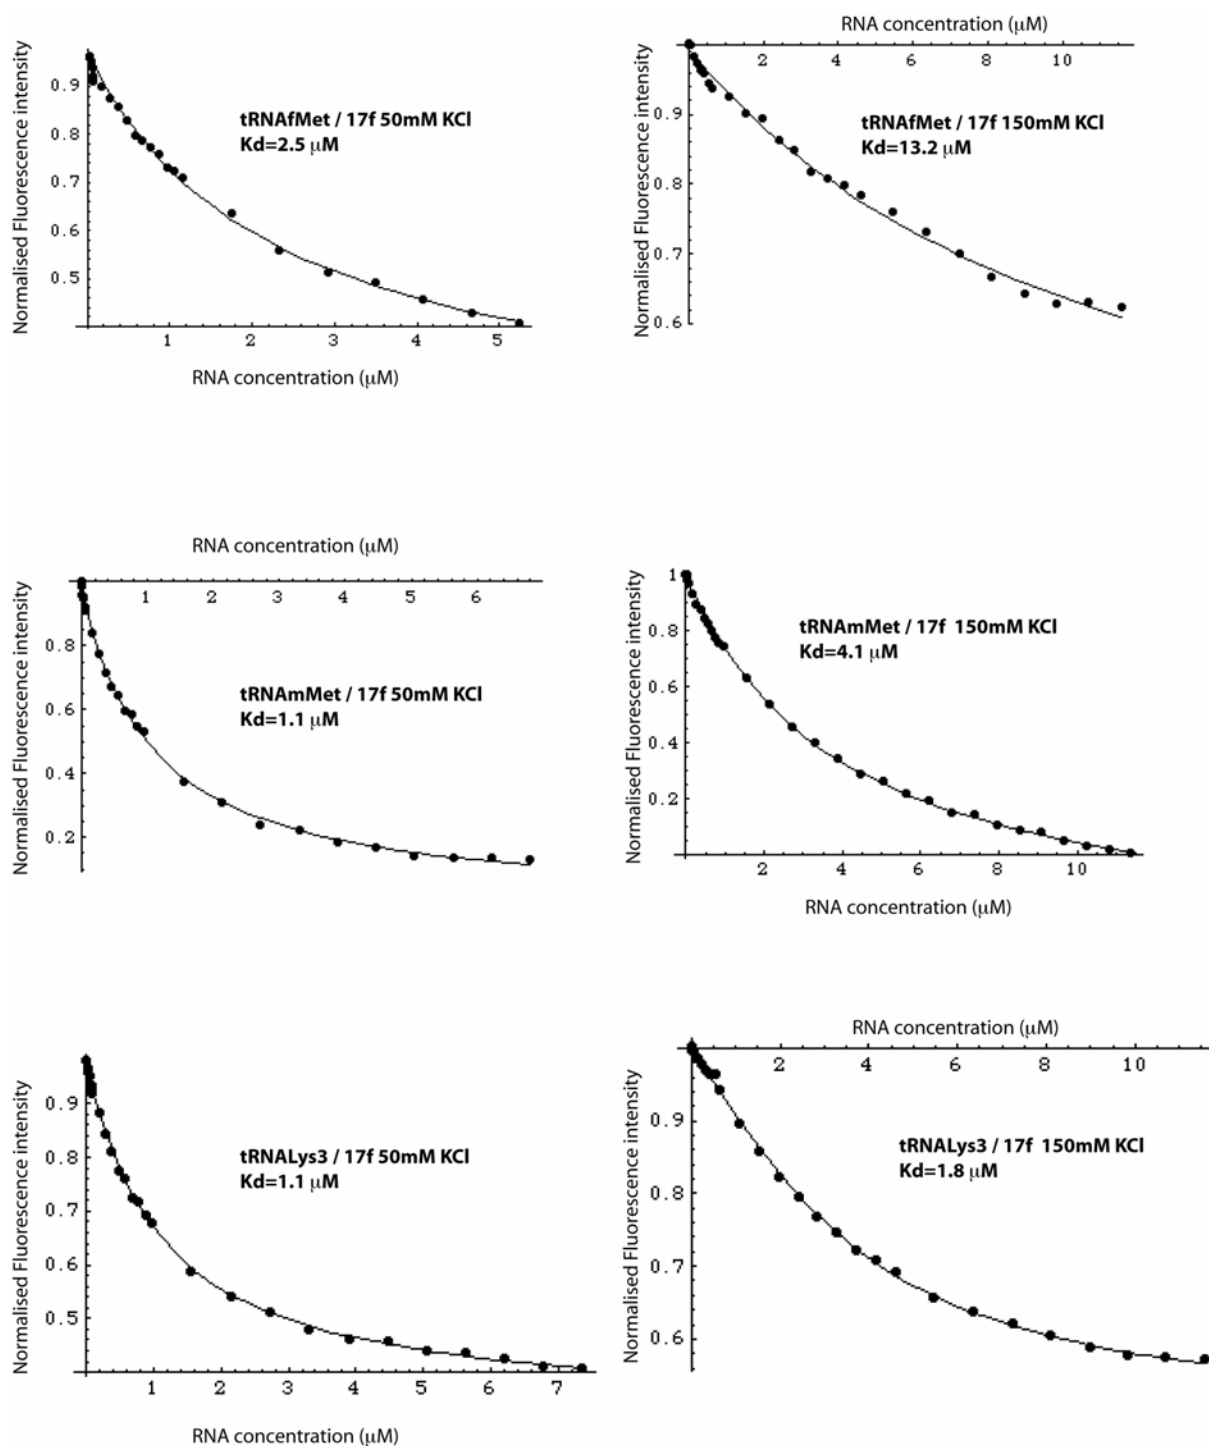 Normalised Fluorescence intensity
0.9
0.8
0.7
0.6
0.5
tRNAfMet / 17f 50mM KCl
Kd=2.5 μM
1 2 3 4 5
RNA concentration (μM)
RNA concentration (μM)
2 4 6 8 10
Normalised Fluorescence intensity
0.9
0.8
0.7
0.6
tRNAfMet / 17f 150mM KCl
Kd=13.2 μM
RNA concentration (μM)
1 2 3 4 5 6
Normalised Fluorescence intensity
0.8
0.6
0.4
0.2
tRNAmMet / 17f 50mM KCl
Kd=1.1 μM
Normalised Fluorescence intensity
1
0.8
0.6
0.4
0.2
tRNAmMet / 17f 150mM KCl
Kd=4.1 μM
2 4 6 8 10
RNA concentration (μM)
Normalised Fluorescence intensity
0.9
0.8
0.7
0.6
0.5
tRNALys3 / 17f 50mM KCl
Kd=1.1 μM
1 2 3 4 5 6 7
RNA concentration (μM)
RNA concentration (μM)
2 4 6 8 10
Normalised Fluorescence intensity
0.9
0.8
0.7
0.6
tRNALys3 / 17f 150mM KCl
Kd=1.8 μM